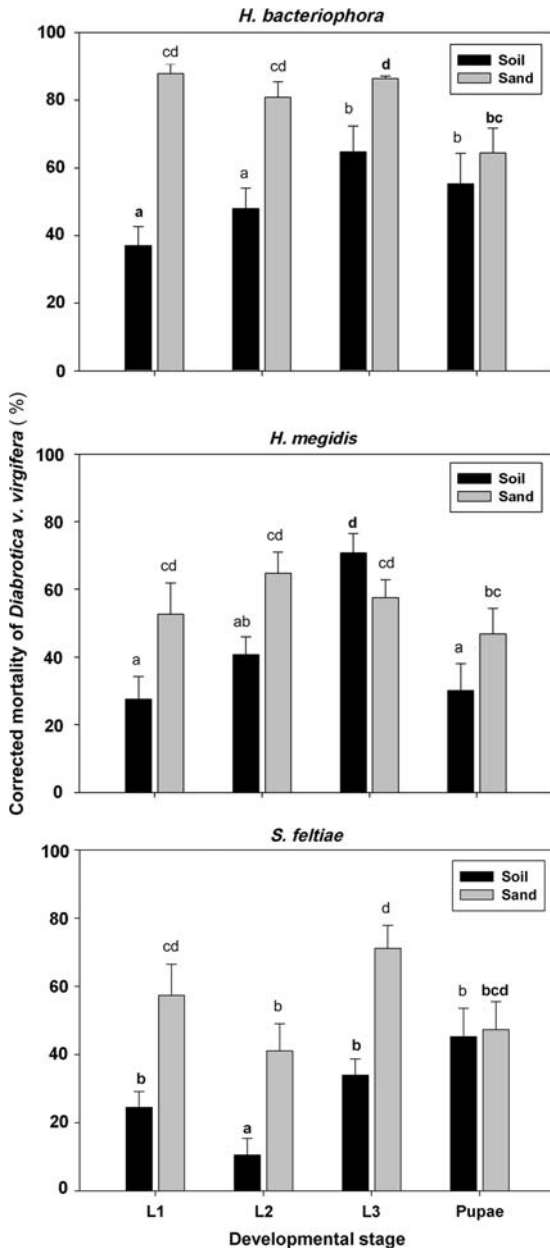 H. bacteriophora
100
80
60
40
20
0
Soil
Sand
a
cd
a
cd
b
d
b
bc
Corrected mortality of Diabrotica v. virgifera ( %)
H. megidis
100
80
60
40
20
0
Soil
Sand
a
cd
ab
cd
d
cd
a
bc
S. feltiae
100
80
60
40
20
0
Soil
Sand
b
cd
a
b
b
d
b
bcd
L1 L2 L3 Pupae
Developmental stage